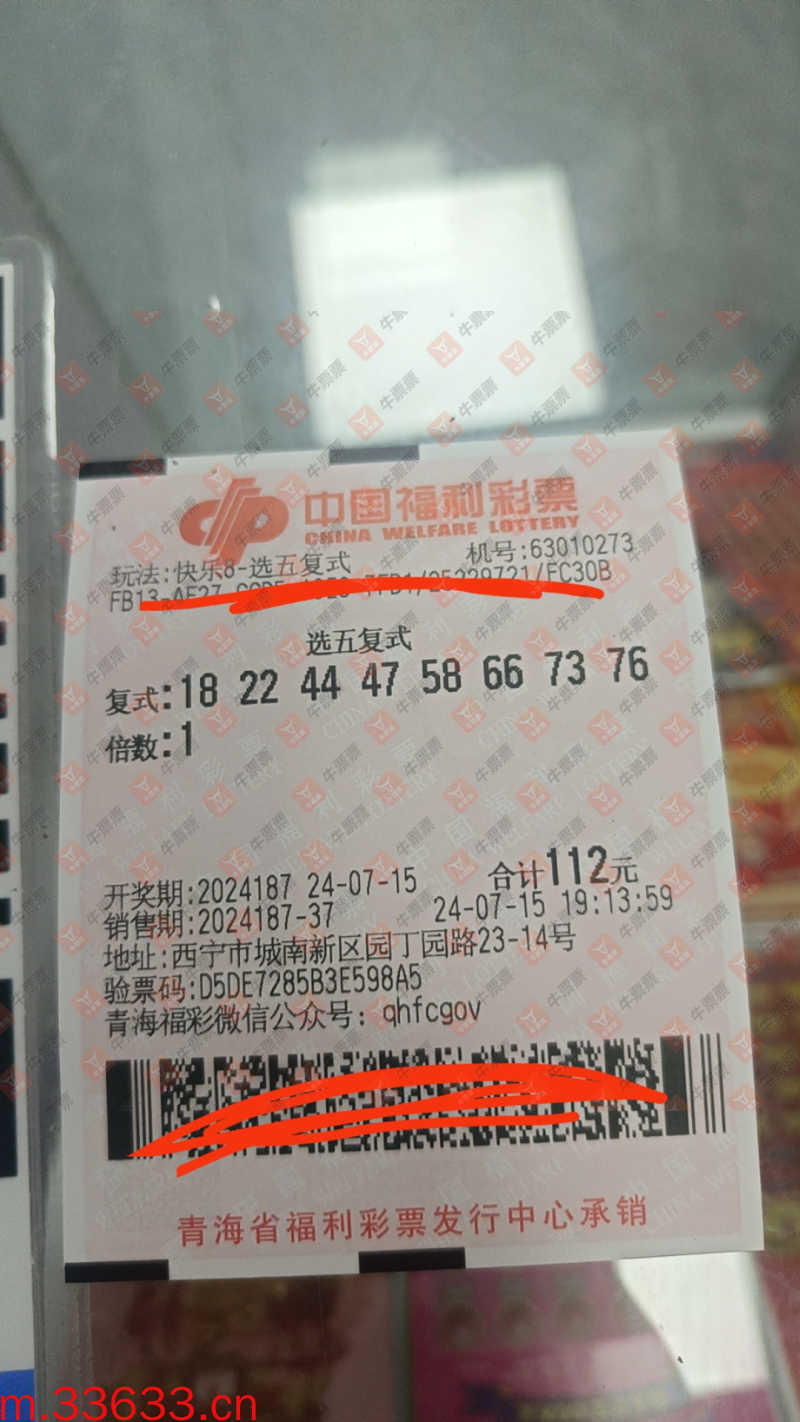 中国福利彩票
CHINA WELFARE LOTTERY
玩法:快乐8-选五复式 机号:63010273
/25229721/FC30B
选五复式
复式:18 22 44 47 58 66 73 76
倍数:1
合计112元
开奖期:2024187 24-07-15
销售期:2024187-37 24-07-15 19:13:59
地址:西宁市城南新区园丁园路23-14号
验票码:D5DE7285B3E598A5
青海福彩微信公众号: qhfcgov
青海省福利彩票发行中心承销
牛票票
m.33633.cn